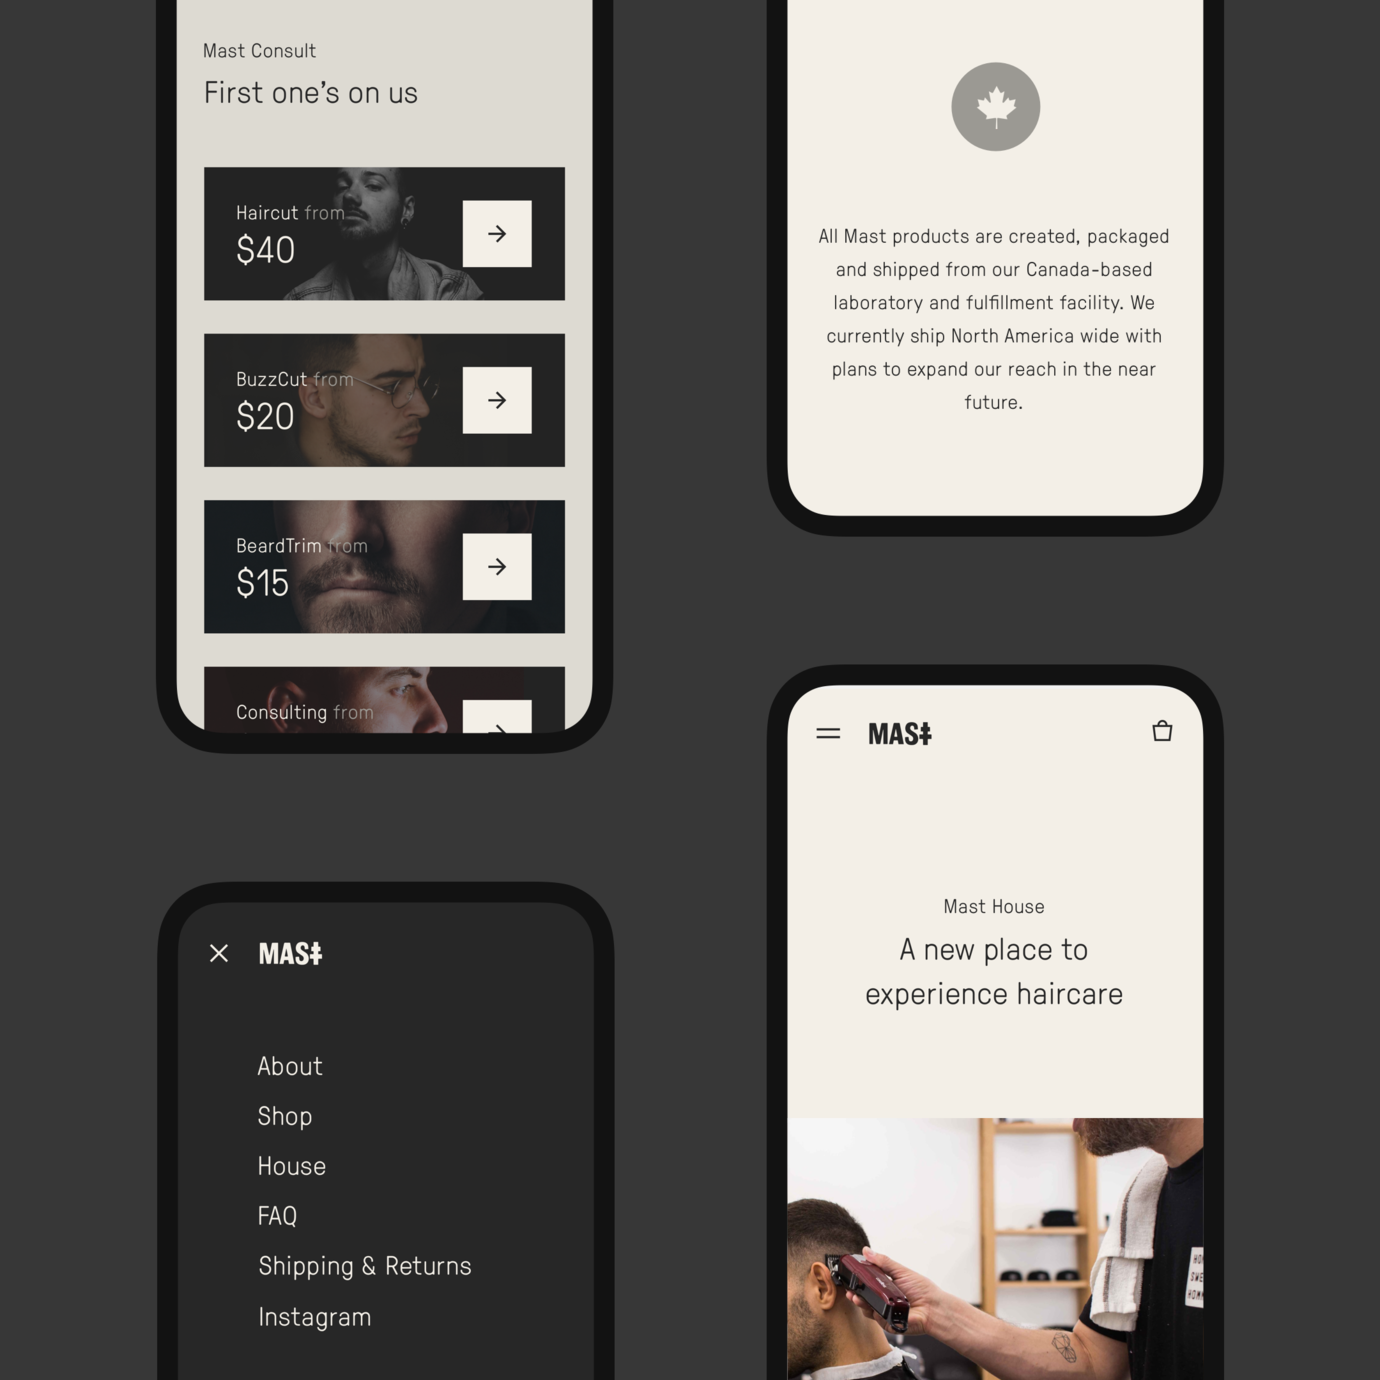 Mast Consult
First one’s on us
Haircut from
$40
BuzzCut from
$20
BeardTrim from
$15
Consulting from
All Mast products are created, packaged
and shipped from our Canada-based
laboratory and fulfillment facility. We
currently ship North America wide with
plans to expand our reach in the near
future.
MAST
About
Shop
House
FAQ
Shipping & Returns
Instagram
MAST
Mast House
A new place to
experience haircare